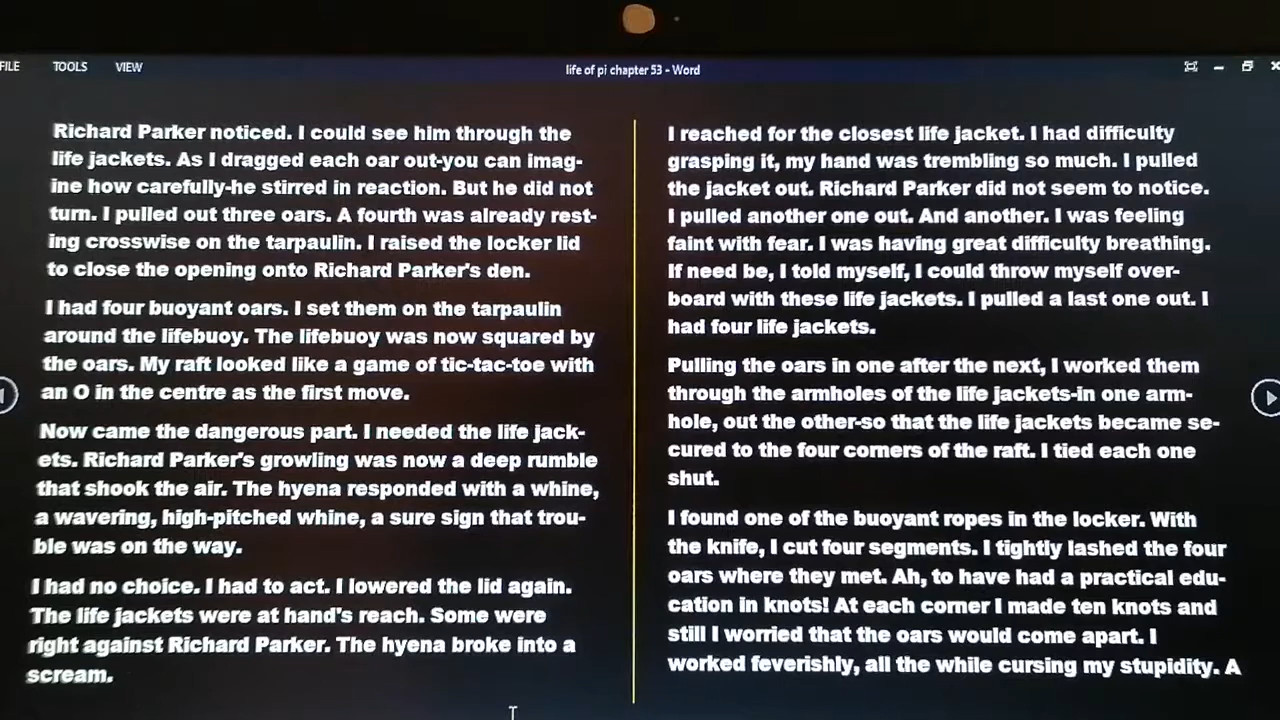 FILE TOOLS VIEW life of pi chapter 53 - Word
Richard Parker noticed. I could see him through the
life jackets. As I dragged each oar out-you can imag-
ine how carefully-he stirred in reaction. But he did not
turn. I pulled out three oars. A fourth was already rest-
ing crosswise on the tarpaulin. I raised the locker lid
to close the opening onto Richard Parker's den.
I had four buoyant oars. I set them on the tarpaulin
around the lifebuoy. The lifebuoy was now squared by
the oars. My raft looked like a game of tic-tac-toe with
an O in the centre as the first move.
Now came the dangerous part. I needed the life jack-
ets. Richard Parker's growling was now a deep rumble
that shook the air. The hyena responded with a whine,
a wavering, high-pitched whine, a sure sign that trou-
ble was on the way.
I had no choice. I had to act. I lowered the lid again.
The life jackets were at hand's reach. Some were
right against Richard Parker. The hyena broke into a
scream.
I reached for the closest life jacket. I had difficulty
grasping it, my hand was trembling so much. I pulled
the jacket out. Richard Parker did not seem to notice.
I pulled another one out. And another. I was feeling
faint with fear. I was having great difficulty breathing.
If need be, I told myself, I could throw myself over-
board with these life jackets. I pulled a last one out. I
had four life jackets.
Pulling the oars in one after the next, I worked them
through the armholes of the life jackets-in one arm-
hole, out the other-so that the life jackets became se-
cured to the four corners of the raft. I tied each one
shut.
I found one of the buoyant ropes in the locker. With
the knife, I cut four segments. I tightly lashed the four
oars where they met. Ah, to have had a practical edu-
cation in knots! At each corner I made ten knots and
still I worried that the oars would come apart. I
worked feverishly, all the while cursing my stupidity. A